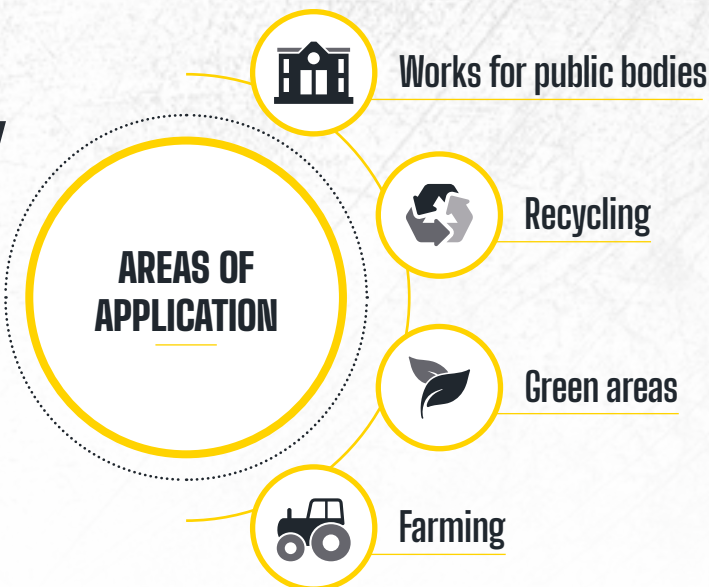 Works for public bodies
Recycling
AREAS OF
APPLICATION
Green areas
Farming